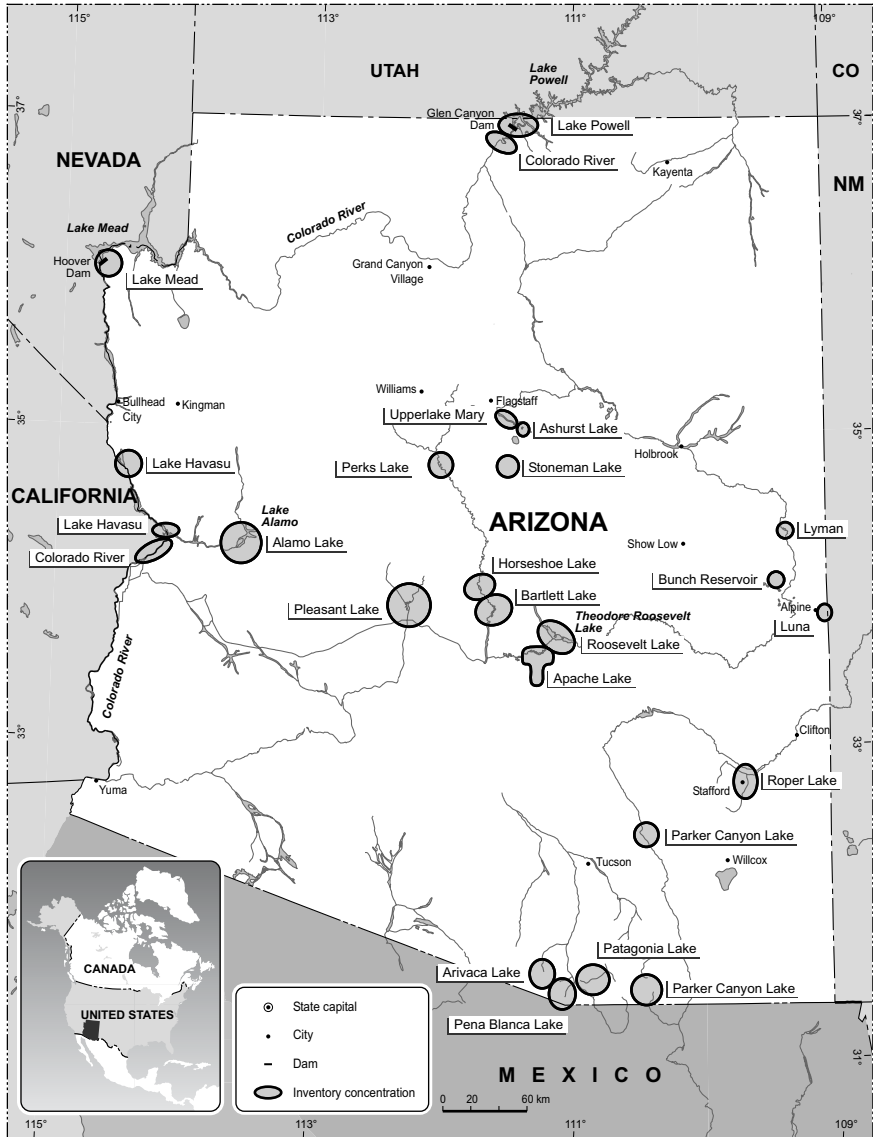 115°
113°
111°
109°
UTAH
Lake
Powell
CO
37°
Glen Canyon
Dam
Lake Powell
37°
Colorado River
NEVADA
Kayenta
NM
Colorado River
Lake Mead
Hoover
Dam
Grand Canyon
Village
Lake Mead
Williams
Flagstaff
Bullhead
City
Kingman
Upperlake Mary
Ashurst Lake
35°
35°
Holbrook
Lake Havasu
Perks Lake
Stoneman Lake
CALIFORNIA
Lake Havasu
Lake
Alamo
ARIZONA
Lyman
Colorado River
Alamo Lake
Show Low
Horseshoe Lake
Bunch Reservoir
Bartlett Lake
Pleasant Lake
Alpine
Theodore Roosevelt
Lake
Luna
Roosevelt Lake
Colorado River
Apache Lake
33°
33°
Clifton
Roper Lake
Yuma
Stafford
Parker Canyon Lake
Tucson
Willcox
Patagonia Lake
Arivaca Lake
Parker Canyon Lake
CANADA
UNITED STATES
Pena Blanca Lake
State capital
City
Dam
Inventory concentration
31°
MEXICO
0 20 60 km
115°
113°
111°
109°